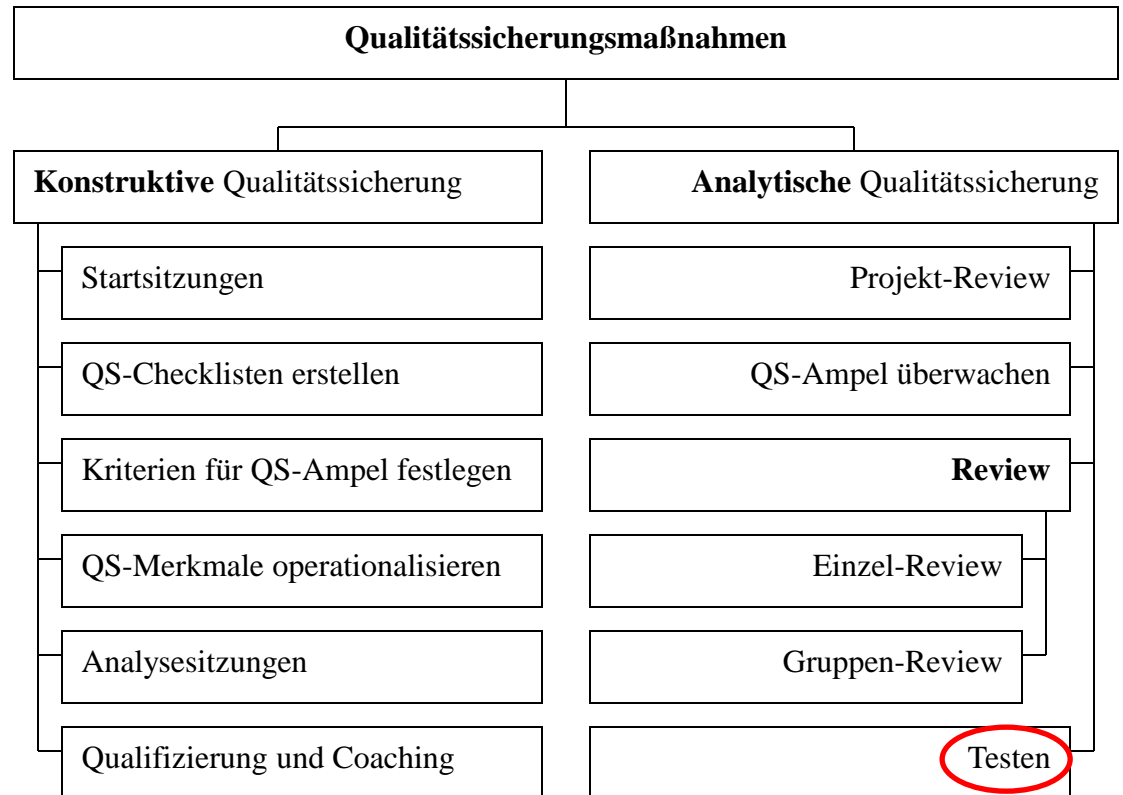 Qualitätssicherungsmaßnahmen
Konstruktive Qualitätssicherung
Startsitzungen
QS-Checklisten erstellen
Kriterien für QS-Ampel festlegen
QS-Merkmale operationalisieren
Analysesitzungen
Qualifizierung und Coaching
Analytische Qualitätssicherung
Projekt-Review
QS-Ampel überwachen
Review
Einzel-Review
Gruppen-Review
Testen